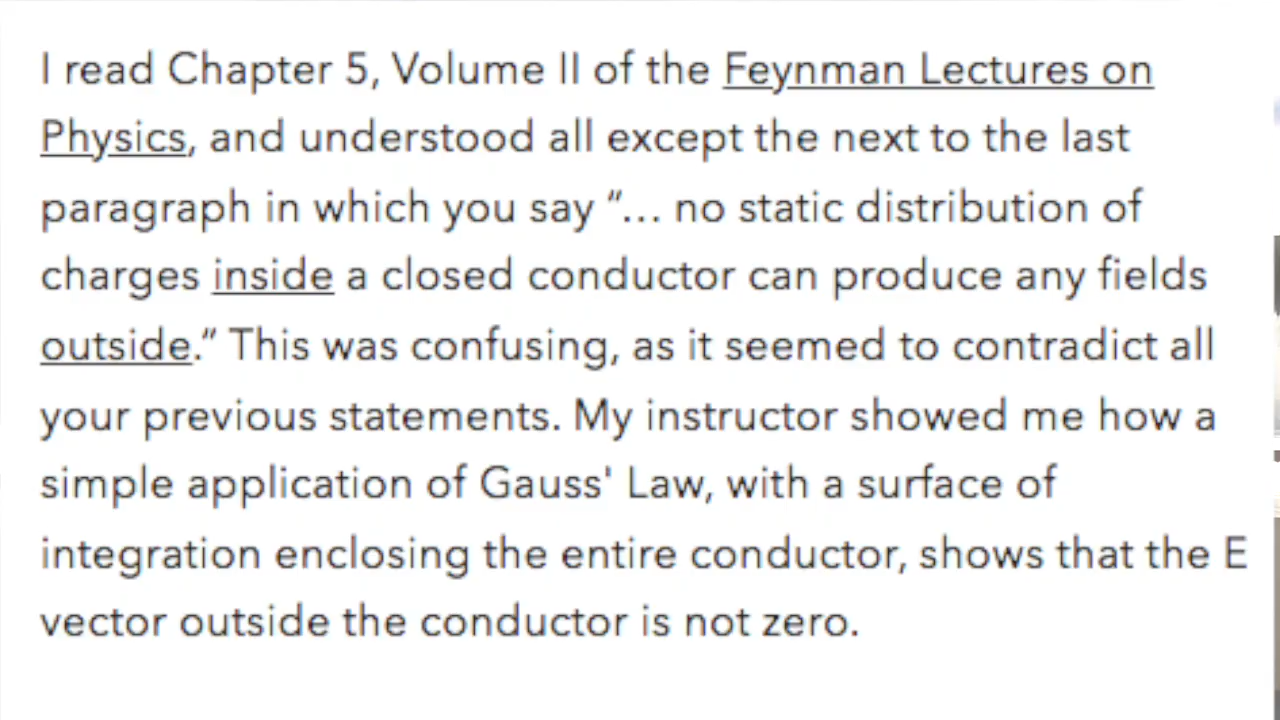 I read Chapter 5, Volume II of the Feynman Lectures on
Physics, and understood all except the next to the last
paragraph in which you say “... no static distribution of
charges inside a closed conductor can produce any fields
outside.” This was confusing, as it seemed to contradict all
your previous statements. My instructor showed me how a
simple application of Gauss' Law, with a surface of
integration enclosing the entire conductor, shows that the E
vector outside the conductor is not zero.